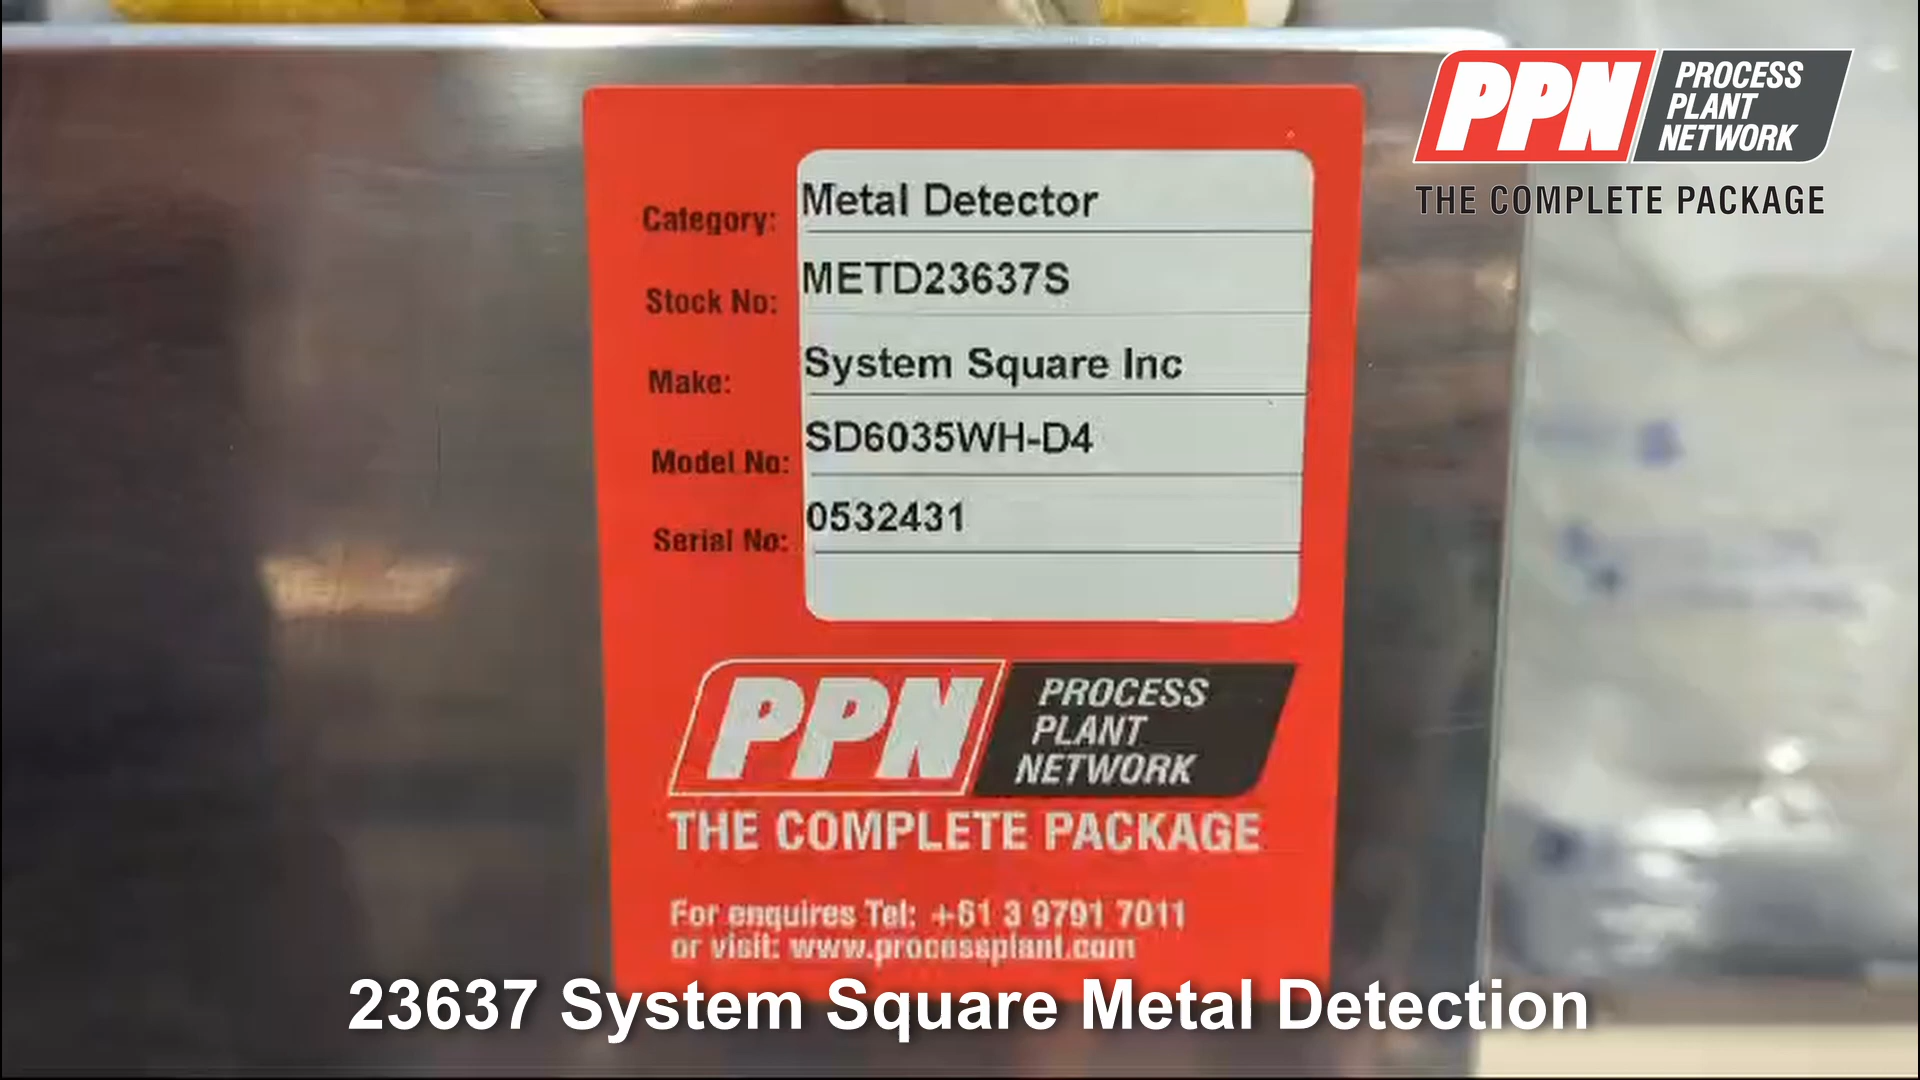 PPN PROCESS
PLANT
NETWORK
THE COMPLETE PACKAGE
Category: Metal Detector
Stock No: METD23637S
Make: System Square Inc
Model No: SD6035WH-D4
Serial No: 0532431
PPN PROCESS
PLANT
NETWORK
THE COMPLETE PACKAGE
For enquires Tel: +61 3 9791 7011
or visit: www.processplant.com
23637 System Square Metal Detection